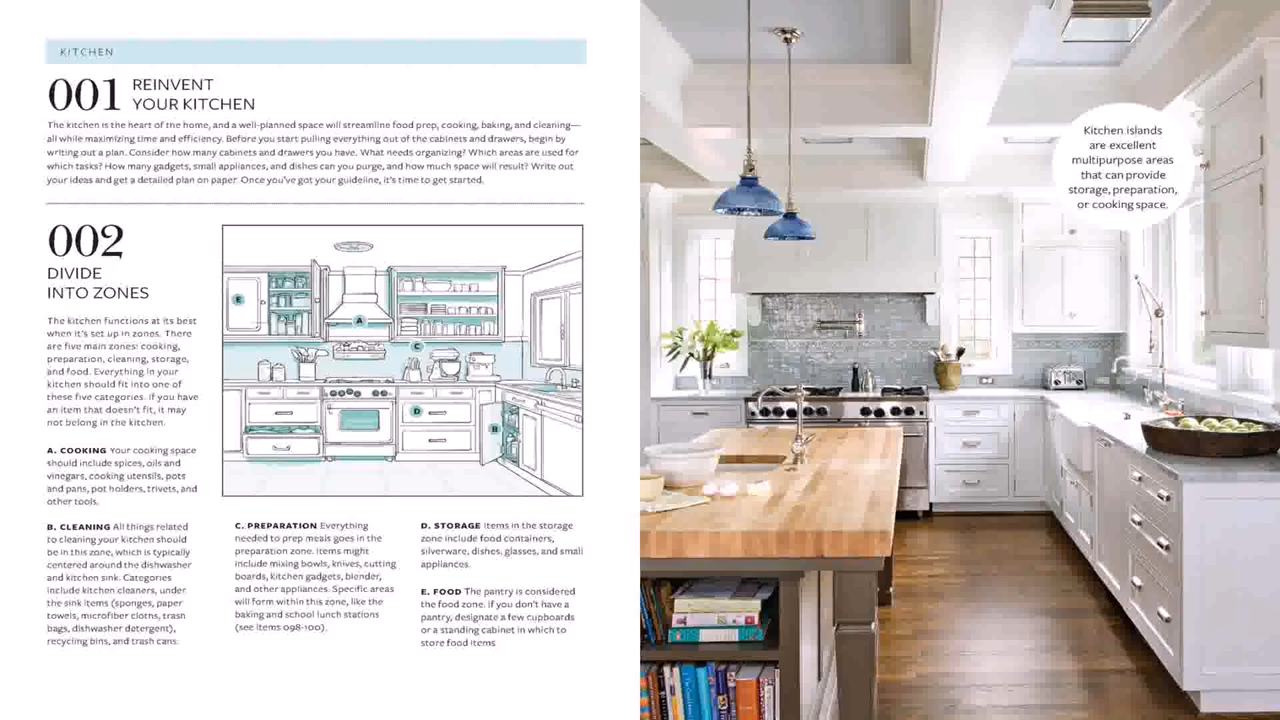 KITCHEN
001 REINVENT
YOUR KITCHEN
The kitchen is the heart of the home, and a well-planned space will streamline food prep, cooking, baking, and cleaning—
all while maximizing time and efficiency. Before you start pulling everything out of the cabinets and drawers, begin by
writing out a plan. Consider how many cabinets and drawers you have. What needs organizing? Which areas are used for
which tasks? How many gadgets, small appliances, and dishes can you purge, and how much space will result? Write out
your ideas and get a detailed plan on paper. Once you've got your guideline, it's time to get started.
002
DIVIDE
INTO ZONES
The kitchen functions at its best
when it's set up in zones. There
are five main zones: cooking,
preparation, cleaning, storage,
and food. Everything in your
kitchen should fit into one of
these five categories. If you have
an item that doesn't fit, it may
not belong in the kitchen.
A. COOKING Your cooking space
should include spices, oils and
vinegars, cooking utensils, pots
and pans, pot holders, trivets, and
other tools.
B. CLEANING All things related
to cleaning your kitchen should
be in this zone, which is typically
centered around the dishwasher
and kitchen sink. Categories
include kitchen cleaners, under
the sink items (sponges, paper
towels, microfiber cloths, trash
bags, dishwasher detergent),
recycling bins, and trash cans.
E
A
C
D
B
C. PREPARATION Everything
needed to prep meals goes in the
preparation zone. Items might
include mixing bowls, knives, cutting
boards, kitchen gadgets, blender,
and other appliances. Specific areas
will form within this zone, like the
baking and school lunch stations
(see items 098-100).
D. STORAGE Items in the storage
zone include food containers,
silverware, dishes, glasses, and small
appliances.
E. FOOD The pantry is considered
the food zone. If you don't have a
pantry, designate a few cupboards
or a standing cabinet in which to
store food items.
Kitchen islands
are excellent
multipurpose areas
that can provide
storage, preparation,
or cooking space.